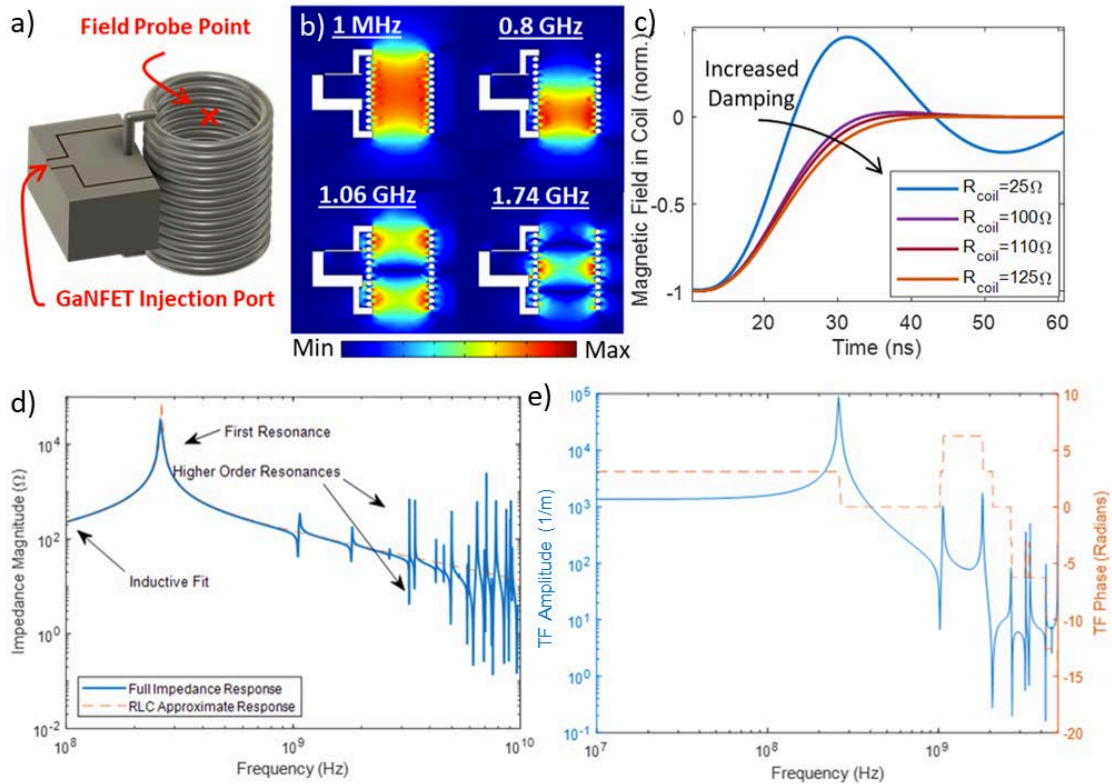 a)
Field Probe Point
GaNFET Injection Port
b)
1 MHz
0.8 GHz
1.06 GHz
1.74 GHz
Min
Max
c)
Magnetic Field in Coil (norm.)
0
-0.5
-1
Increased
Damping
R_coil=25Ω
R_coil=100Ω
R_coil=110Ω
R_coil=125Ω
20
30
40
50
60
Time (ns)
d)
Impedance Magnitude (Ω)
10^4
10^2
10^0
10^-2
First Resonance
Higher Order Resonances
Inductive Fit
Full Impedance Response
RLC Approximate Response
10^8
10^9
10^10
Frequency (Hz)
e)
TF Amplitude (1/m)
10^5
10^4
10^3
10^2
10^1
10^0
10^-1
10
5
0
-5
-10
-15
-20
TF Phase (Radians)
10^7
10^8
10^9
Frequency (Hz)